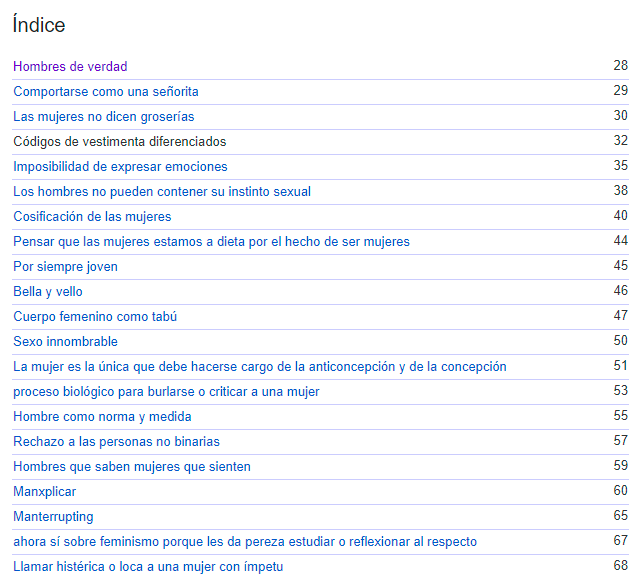 Índice
Hombres de verdad 28
Comportarse como una señorita 29
Las mujeres no dicen groserías 30
Códigos de vestimenta diferenciados 32
Imposibilidad de expresar emociones 35
Los hombres no pueden contener su instinto sexual 38
Cosificación de las mujeres 40
Pensar que las mujeres estamos a dieta por el hecho de ser mujeres 44
Por siempre joven 45
Bella y vello 46
Cuerpo femenino como tabú 47
Sexo innombrable 50
La mujer es la única que debe hacerse cargo de la anticoncepción y de la concepción 51
proceso biológico para burlarse o criticar a una mujer 53
Hombre como norma y medida 55
Rechazo a las personas no binarias 57
Hombres que saben mujeres que sienten 59
Manxplicar 60
Manterrupting 65
ahora sí sobre feminismo porque les da pereza estudiar o reflexionar al respecto 67
Llamar histérica o loca a una mujer con ímpetu 68